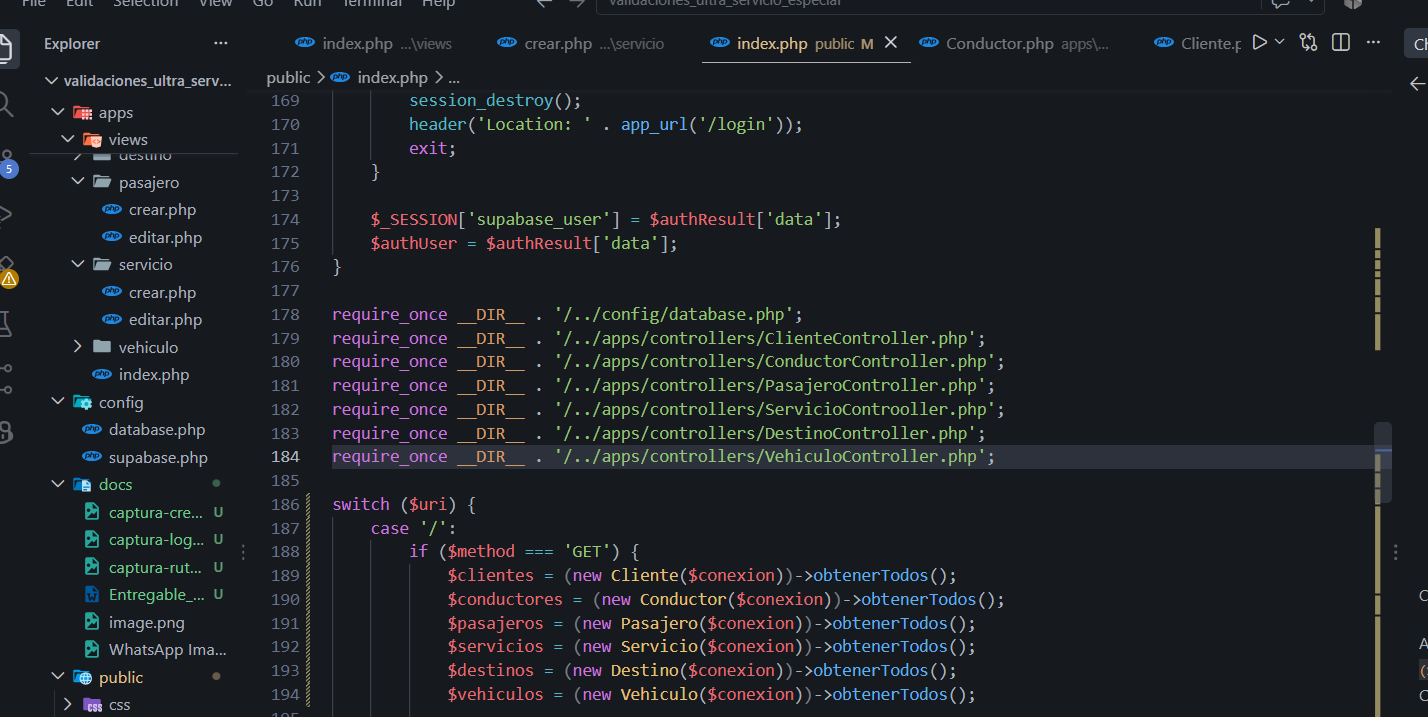 File Edit Selection View Go Run Terminal Help
validaciones_ultra_servicio_especial
Explorer
index.php ...\views
crear.php ...\servicio
index.php public M
Conductor.php apps\...
Cliente.p
Ch
validaciones_ultra_serv...
apps
views
destino
pasajero
crear.php
editar.php
servicio
crear.php
editar.php
vehiculo
index.php
config
database.php
supabase.php
docs
captura-cre... U
captura-log... U
captura-rut... U
Entregable_... U
image.png
WhatsApp Ima...
public
css
5
public > index.php > ...
169 session_destroy();
170 header('Location: ' . app_url('/login'));
171 exit;
172 }
173
174 $_SESSION['supabase_user'] = $authResult['data'];
175 $authUser = $authResult['data'];
176 }
177
178 require_once __DIR__ . '/../config/database.php';
179 require_once __DIR__ . '/../apps/controllers/ClienteController.php';
180 require_once __DIR__ . '/../apps/controllers/ConductorController.php';
181 require_once __DIR__ . '/../apps/controllers/PasajeroController.php';
182 require_once __DIR__ . '/../apps/controllers/ServicioControoller.php';
183 require_once __DIR__ . '/../apps/controllers/DestinoController.php';
184 require_once __DIR__ . '/../apps/controllers/VehiculoController.php';
185
186 switch ($uri) {
187 case '/':
188 if ($method === 'GET') {
189 $clientes = (new Cliente($conexion))->obtenerTodos();
190 $conductores = (new Conductor($conexion))->obtenerTodos();
191 $pasajeros = (new Pasajero($conexion))->obtenerTodos();
192 $servicios = (new Servicio($conexion))->obtenerTodos();
193 $destinos = (new Destino($conexion))->obtenerTodos();
194 $vehiculos = (new Vehiculo($conexion))->obtenerTodos();